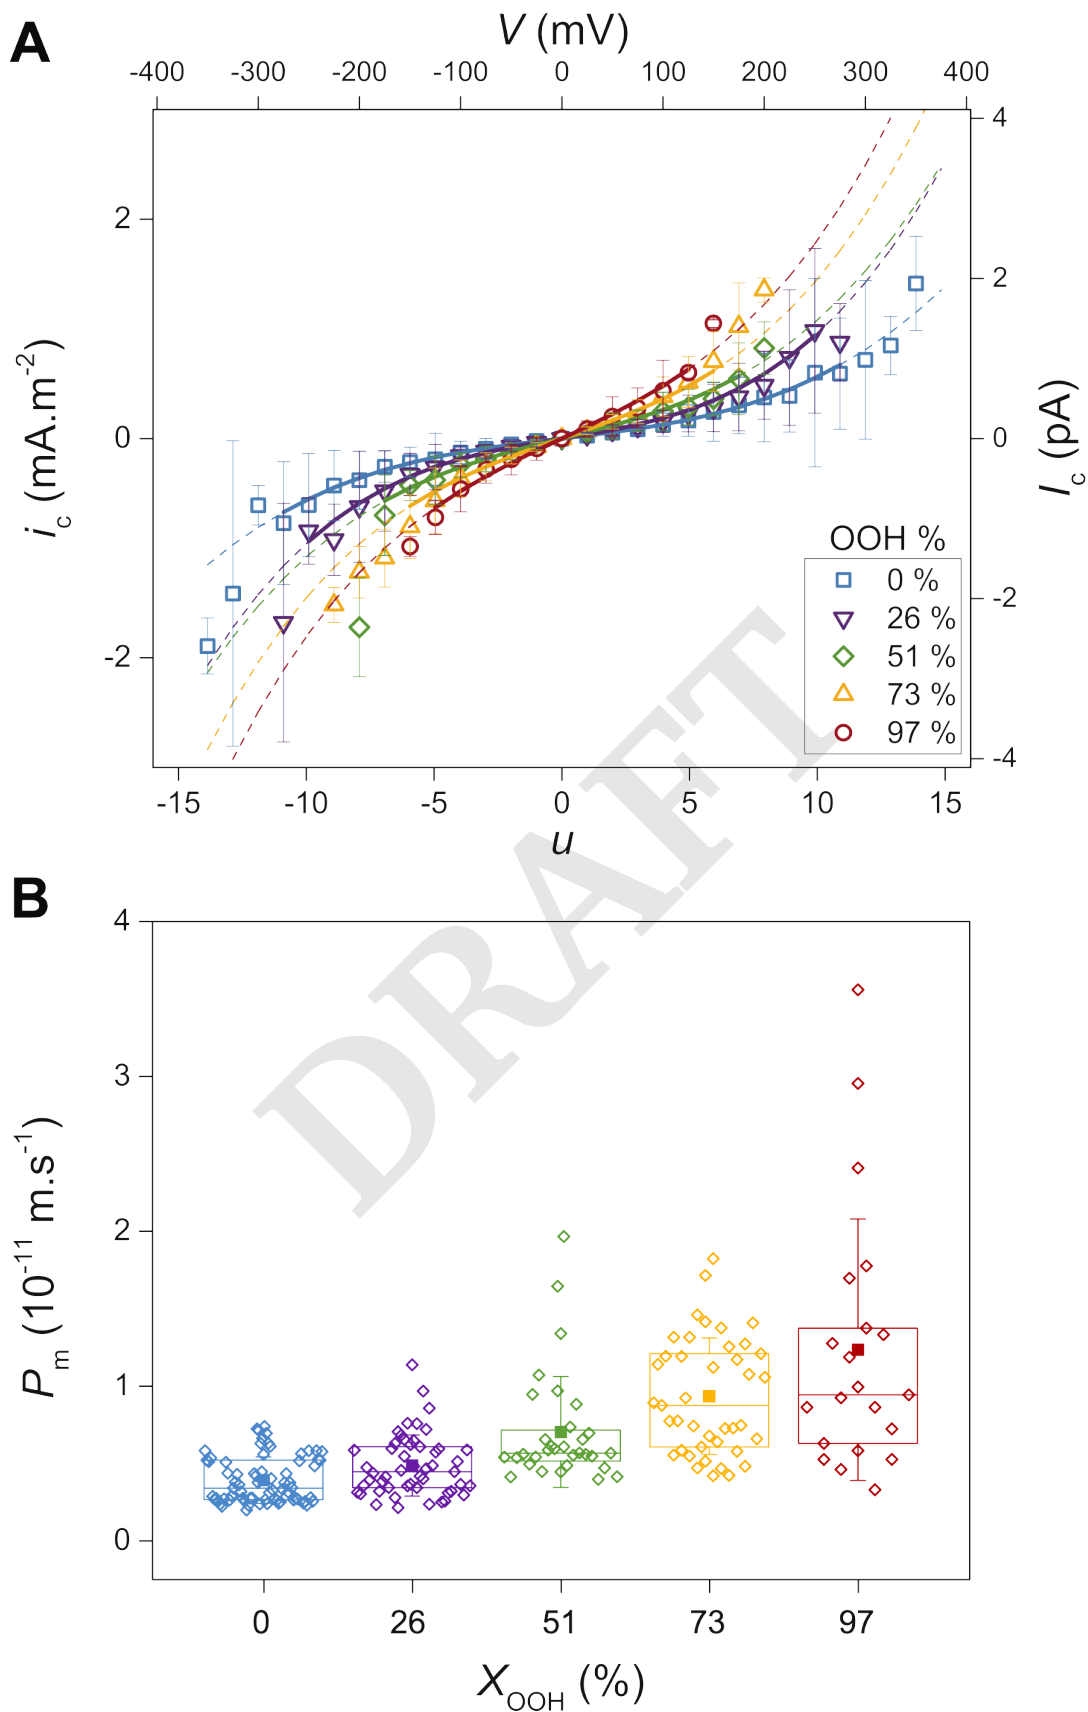 A
V (mV)
-400 -300 -200 -100 0 100 200 300 400
2
0
-2
i_c (mA.m^-2)
4
2
0
-2
-4
I_c (pA)
OOH %
0 %
26 %
51 %
73 %
97 %
-15 -10 -5 0 5 10 15
u
DRAFT
B
4
3
2
1
0
P_m (10^-11 m.s^-1)
0 26 51 73 97
X_OOH (%)